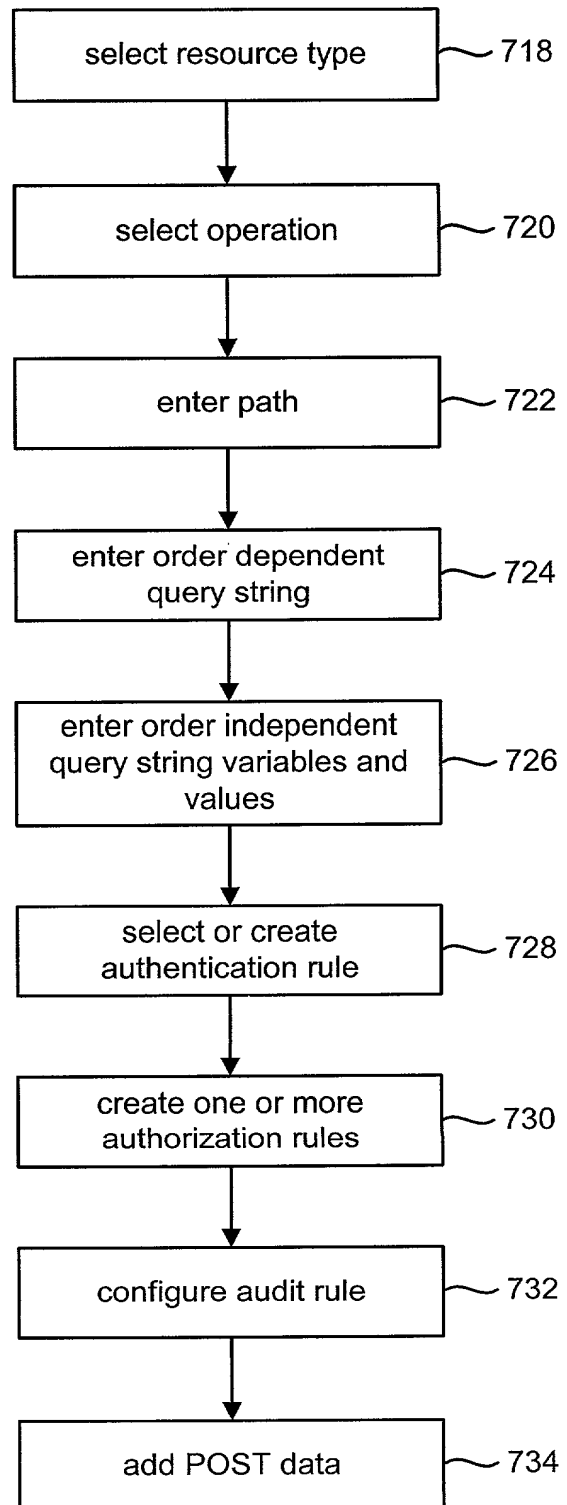 select resource type
718
select operation
720
enter path
722
enter order dependent
query string
724
enter order independent
query string variables and
values
726
select or create
authentication rule
728
create one or more
authorization rules
730
configure audit rule
732
add POST data
734